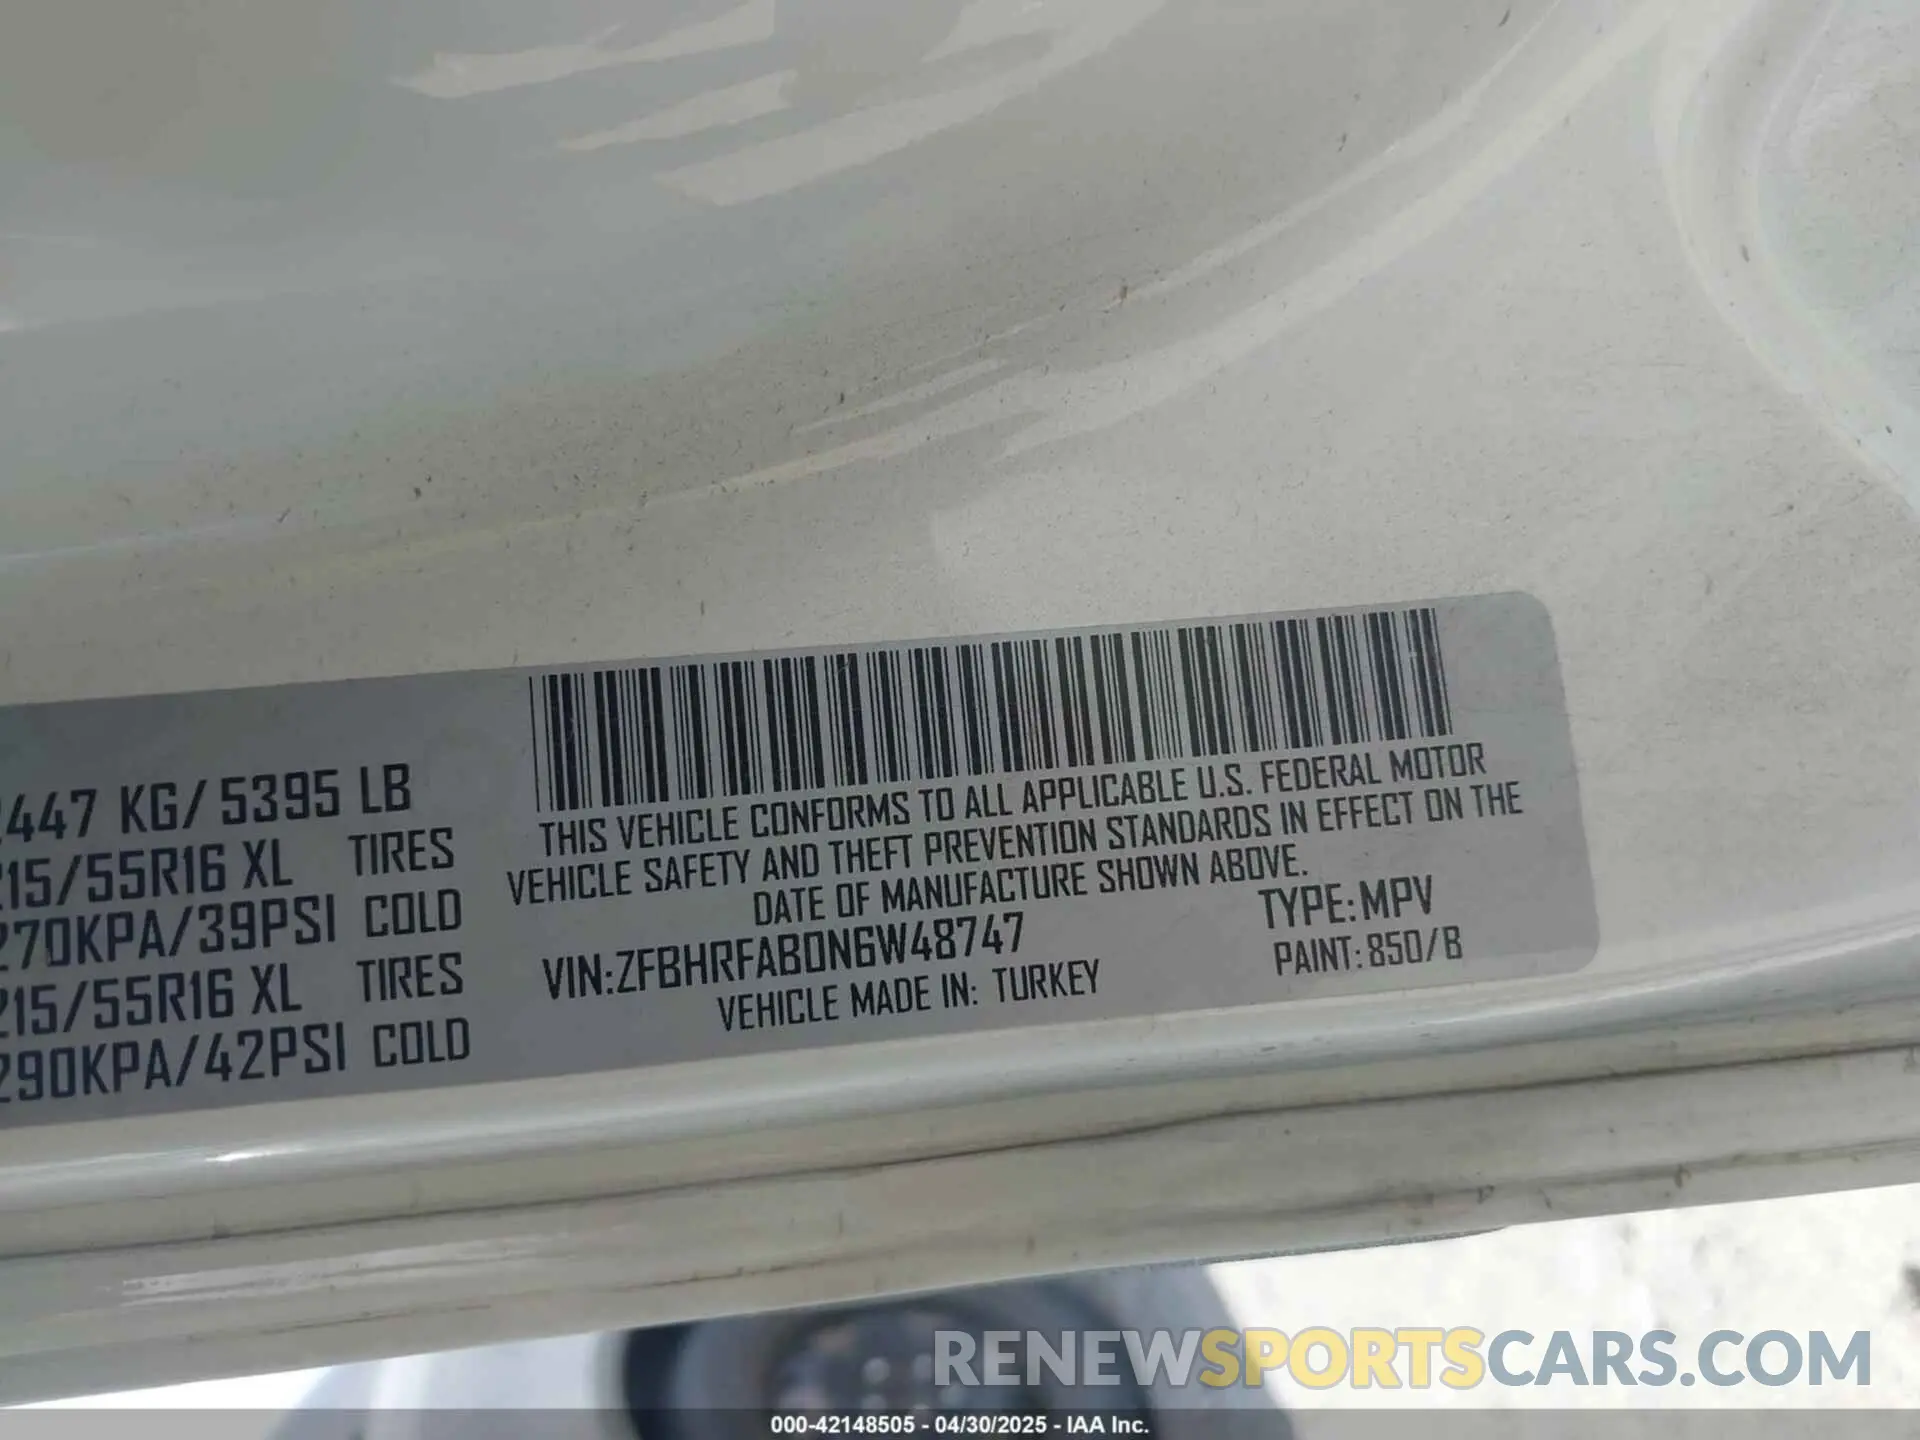 447 KG/ 5395 LB
215/55R16 XL TIRES
270KPA/39PSI COLD
215/55R16 XL TIRES
290KPA/42PSI COLD
THIS VEHICLE CONFORMS TO ALL APPLICABLE U.S. FEDERAL MOTOR
VEHICLE SAFETY AND THEFT PREVENTION STANDARDS IN EFFECT ON THE
DATE OF MANUFACTURE SHOWN ABOVE.
VIN:ZFBHRFAB0N6W48747 TYPE:MPV
VEHICLE MADE IN: TURKEY PAINT:850/B
RENEWSPORTSCARS.COM
000-42148505 - 04/30/2025 - IAA Inc.